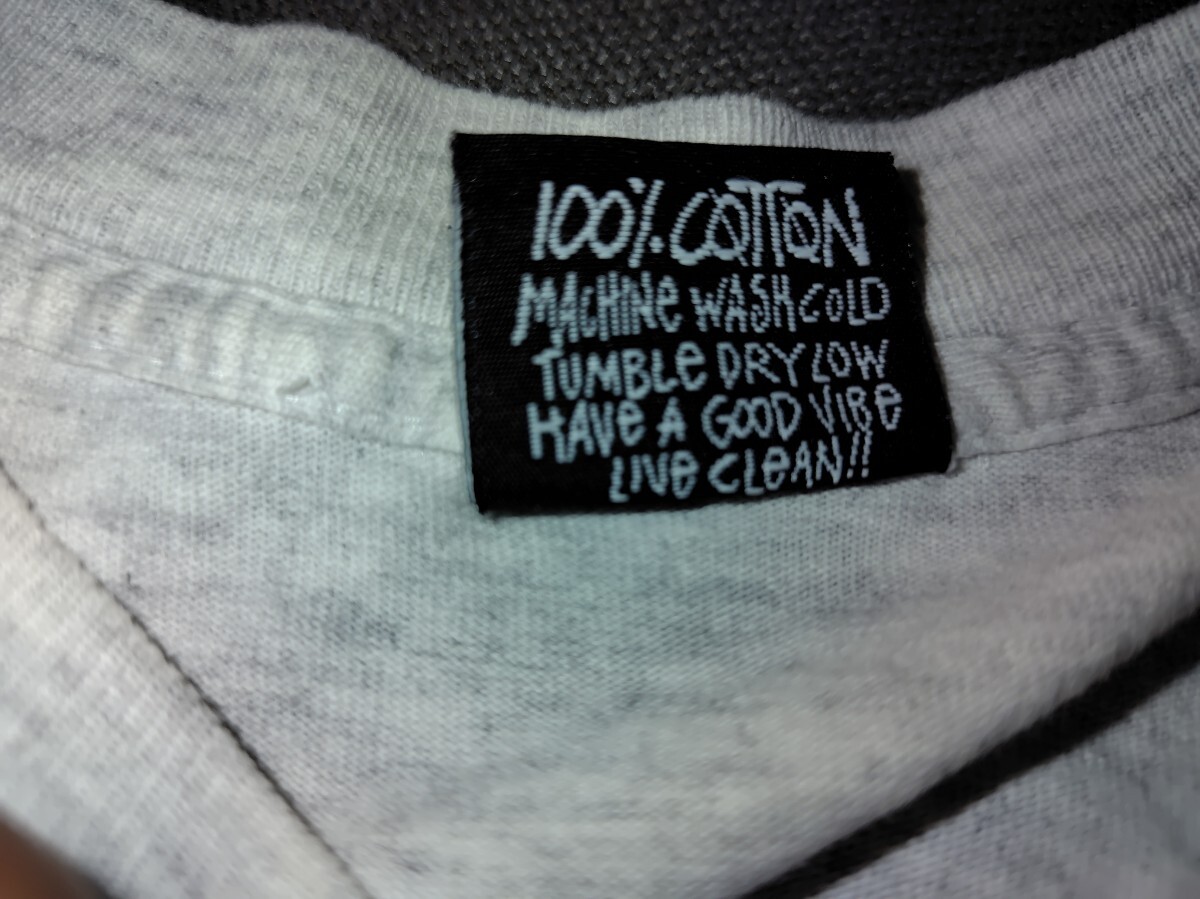 100% COTTON
MACHINE WASH COLD
TUMBLE DRY LOW
HAVE A GOOD VIBE
LIVE CLEAN!!